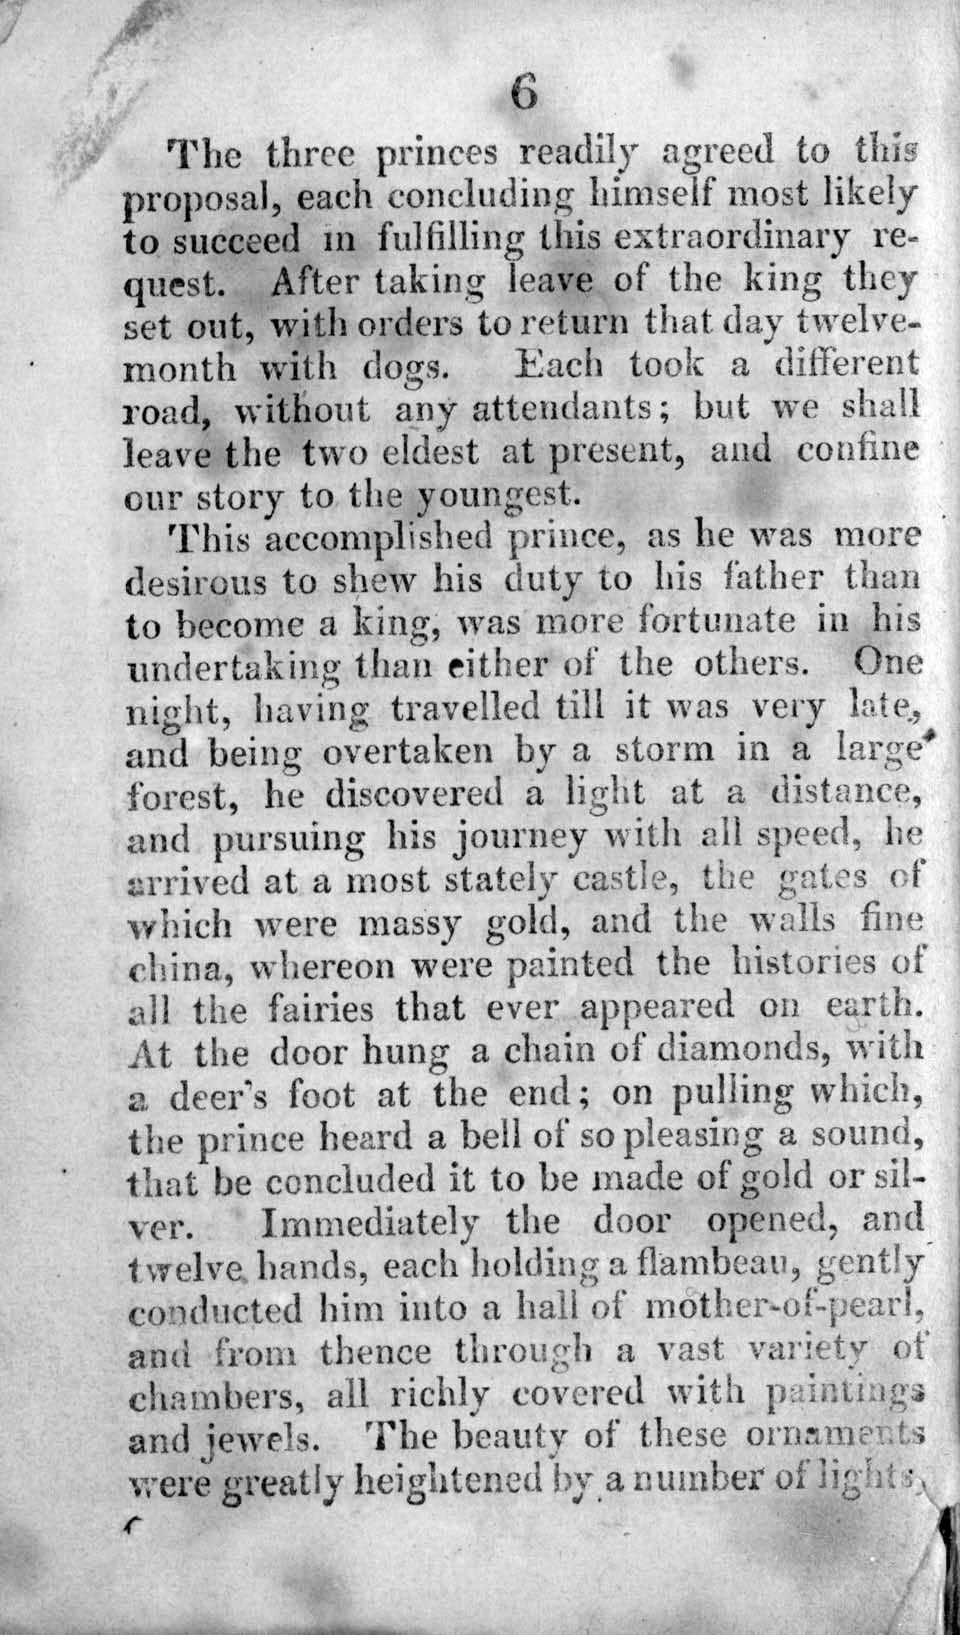 6
The three princes readily agreed to this
proposal, each concluding himself most likely
to succeed in fulfilling this extraordinary re-
quest. After taking leave of the king they
set out, with orders to return that day twelve-
month with dogs. Each took a different
road, without any attendants; but we shall
leave the two eldest at present, and confine
our story to the youngest.
This accomplished prince, as he was more
desirous to shew his duty to his father than
to become a king, was more fortunate in his
undertaking than either of the others. One
night, having travelled till it was very late,
and being overtaken by a storm in a large
forest, he discovered a light at a distance,
and pursuing his journey with all speed, he
arrived at a most stately castle, the gates of
which were massy gold, and the walls fine
china, whereon were painted the histories of
all the fairies that ever appeared on earth.
At the door hung a chain of diamonds, with
a deer's foot at the end; on pulling which,
the prince heard a bell of so pleasing a sound,
that be concluded it to be made of gold or sil-
ver. Immediately the door opened, and
twelve hands, each holding a flambeau, gently
conducted him into a hall of mother-of-pearl,
and from thence through a vast variety of
chambers, all richly covered with paintings
and jewels. The beauty of these ornaments
were greatly heightened by a number of lights,